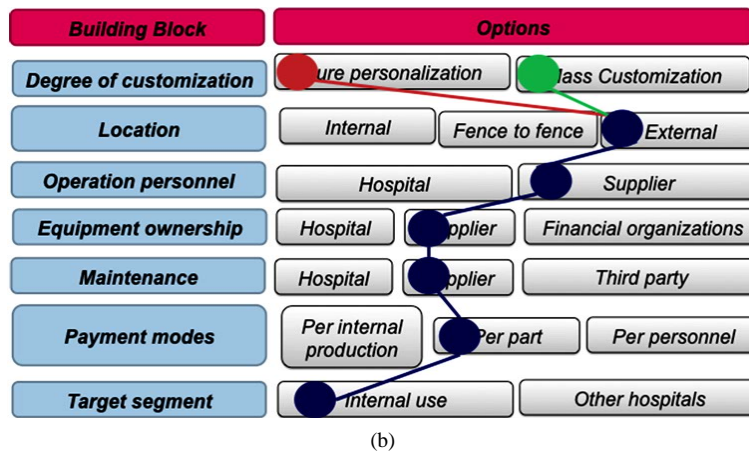 Building Block
Options
Degree of customization
ure personalization
ass Customization
Location
Internal
Fence to fence
External
Operation personnel
Hospital
Supplier
Equipment ownership
Hospital
pplier
Financial organizations
Maintenance
Hospital
pplier
Third party
Payment modes
Per internal
production
Per part
Per personnel
Target segment
Internal use
Other hospitals
(b)